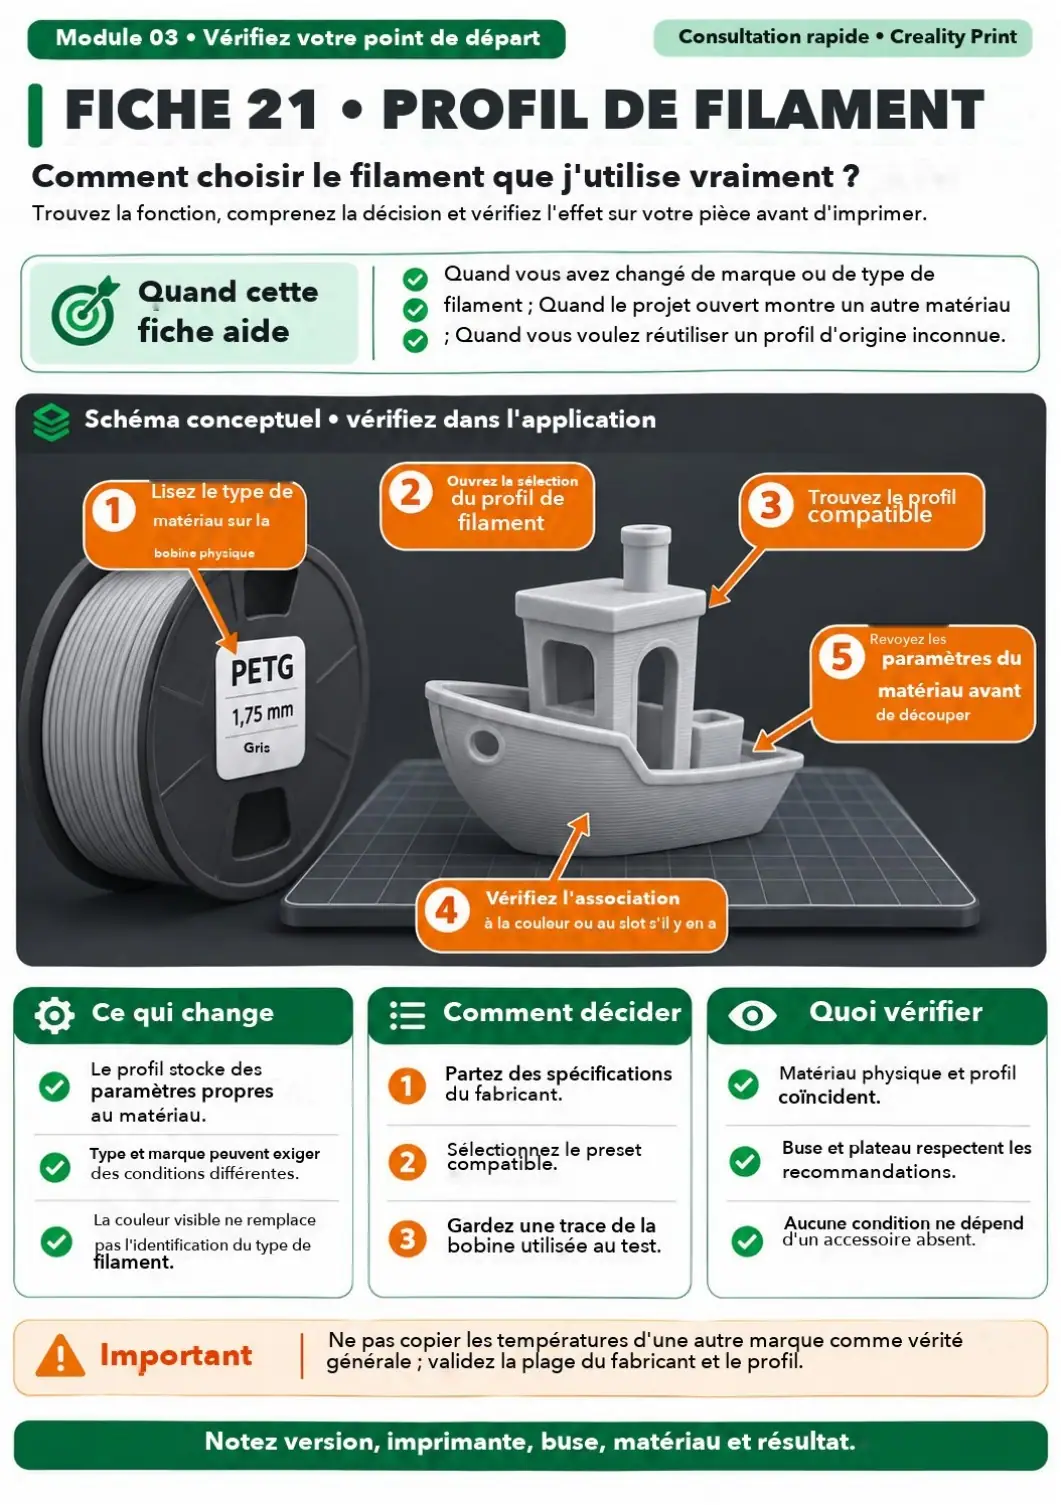 Module 03 • Vérifiez votre point de départ
Consultation rapide • Creality Print
FICHE 21 • PROFIL DE FILAMENT
Comment choisir le filament que j'utilise vraiment ?
Trouvez la fonction, comprenez la décision et vérifiez l'effet sur votre pièce avant d'imprimer.
Quand cette
fiche aide
Quand vous avez changé de marque ou de type de
filament ; Quand le projet ouvert montre un autre matériau
; Quand vous voulez réutiliser un profil d'origine inconnue.
Schéma conceptuel • vérifiez dans l'application
1
Lisez le type de
matériau sur la
bobine physique
2
Ouvrez la sélection
du profil de
filament
3
Trouvez le profil
compatible
PETG
1,75 mm
Gris
5
Revoyez les
paramètres du
matériau avant
de découper
4
Vérifiez l'association
à la couleur ou au slot s'il y en a
Ce qui change
Le profil stocke des
paramètres propres
au matériau.
Type et marque peuvent exiger
des conditions différentes.
La couleur visible ne remplace
pas l'identification du type de
filament.
Comment décider
1
Partez des spécifications
du fabricant.
2
Sélectionnez le preset
compatible.
3
Gardez une trace de la
bobine utilisée au test.
Quoi vérifier
Matériau physique et profil
coïncident.
Buse et plateau respectent les
recommandations.
Aucune condition ne dépend
d'un accessoire absent.
Important
Ne pas copier les températures d'une autre marque comme vérité
générale ; validez la plage du fabricant et le profil.
Notez version, imprimante, buse, matériau et résultat.